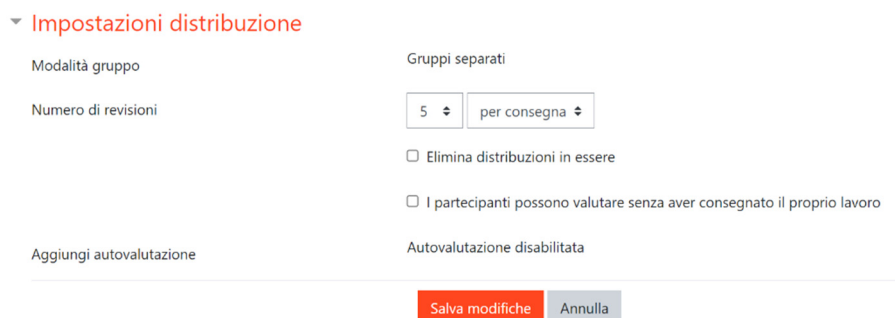 Impostazioni distribuzione
Modalità gruppo
Gruppi separati
Numero di revisioni
5 per consegna
Elimina distribuzioni in essere
I partecipanti possono valutare senza aver consegnato il proprio lavoro
Aggiungi autovalutazione
Autovalutazione disabilitata
Salva modifiche Annulla